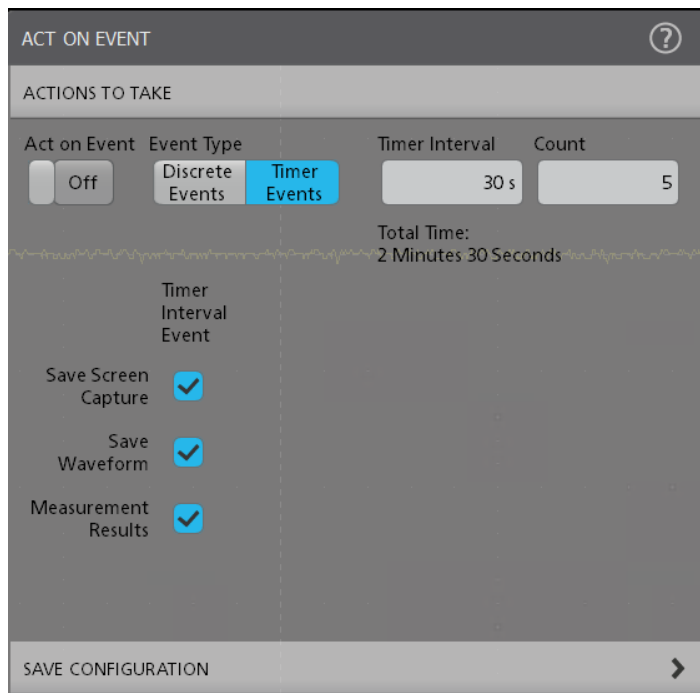 ACT ON EVENT
?
ACTIONS TO TAKE
Act on Event Event Type Timer Interval Count
Off
Discrete
Events
Timer
Events
30 s
5
Total Time:
2 Minutes 30 Seconds
Timer
Interval
Event
Save Screen
Capture
Save
Waveform
Measurement
Results
SAVE CONFIGURATION